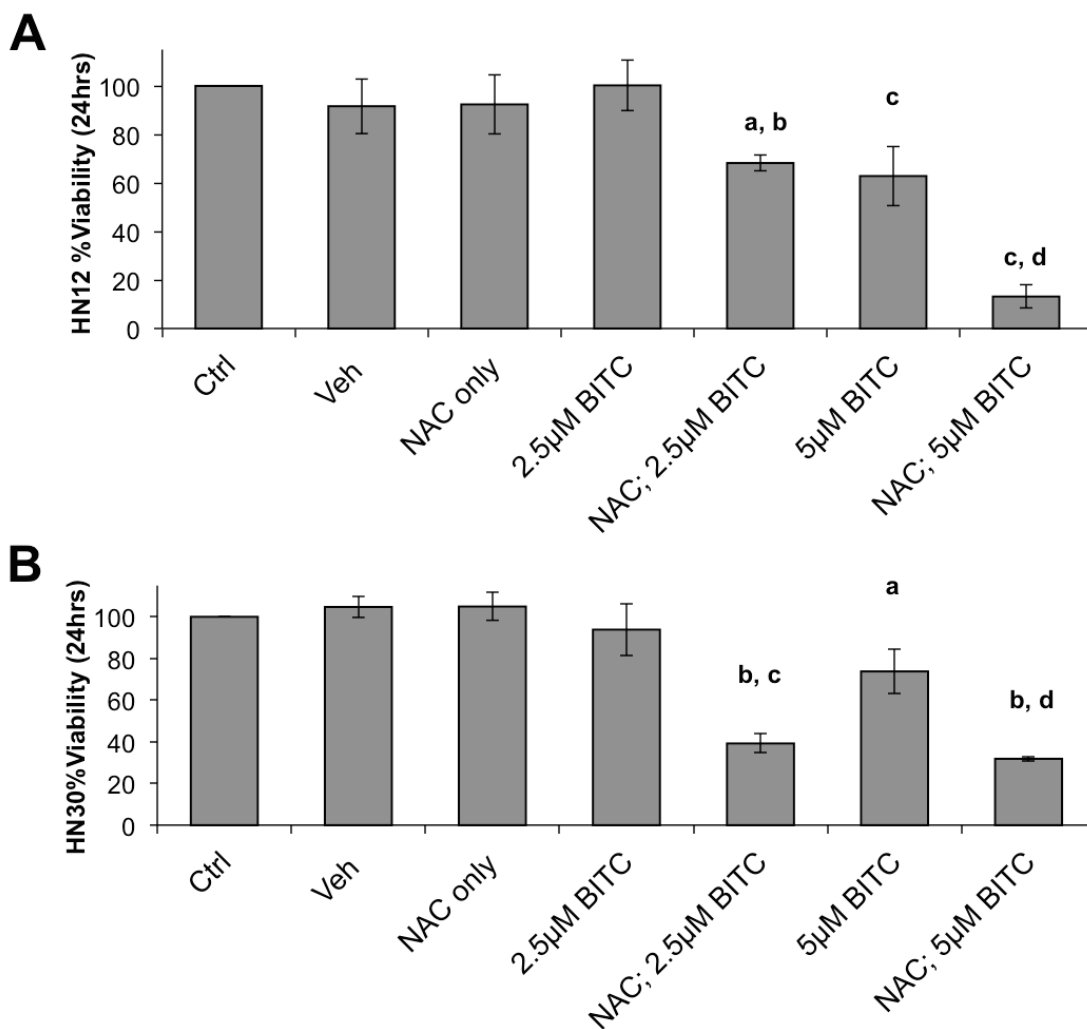 A
HN12 %Viability (24hrs)
100
80
60
40
20
0
a, b
c
c, d
Ctrl
Veh
NAC only
2.5µM BITC
NAC; 2.5µM BITC
5µM BITC
NAC; 5µM BITC
B
HN30%Viability (24hrs)
100
80
60
40
20
0
b, c
a
b, d
Ctrl
Veh
NAC only
2.5µM BITC
NAC; 2.5µM BITC
5µM BITC
NAC; 5µM BITC